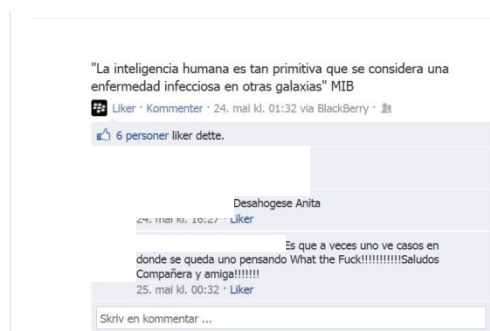 "La inteligencia humana es tan primitiva que se considera una
enfermedad infecciosa en otras galaxias" MIB
Liker · Kommenter · 24. mai kl. 01:32 via BlackBerry ·
6 personer liker dette.
Desahogese Anita
24. mai kl. 16:27 · Liker
Es que a veces uno ve casos en
donde se queda uno pensando What the Fuck!!!!!!!!!!!Saludos
Compañera y amiga!!!!!!!
25. mai kl. 00:32 · Liker
Skriv en kommentar ...